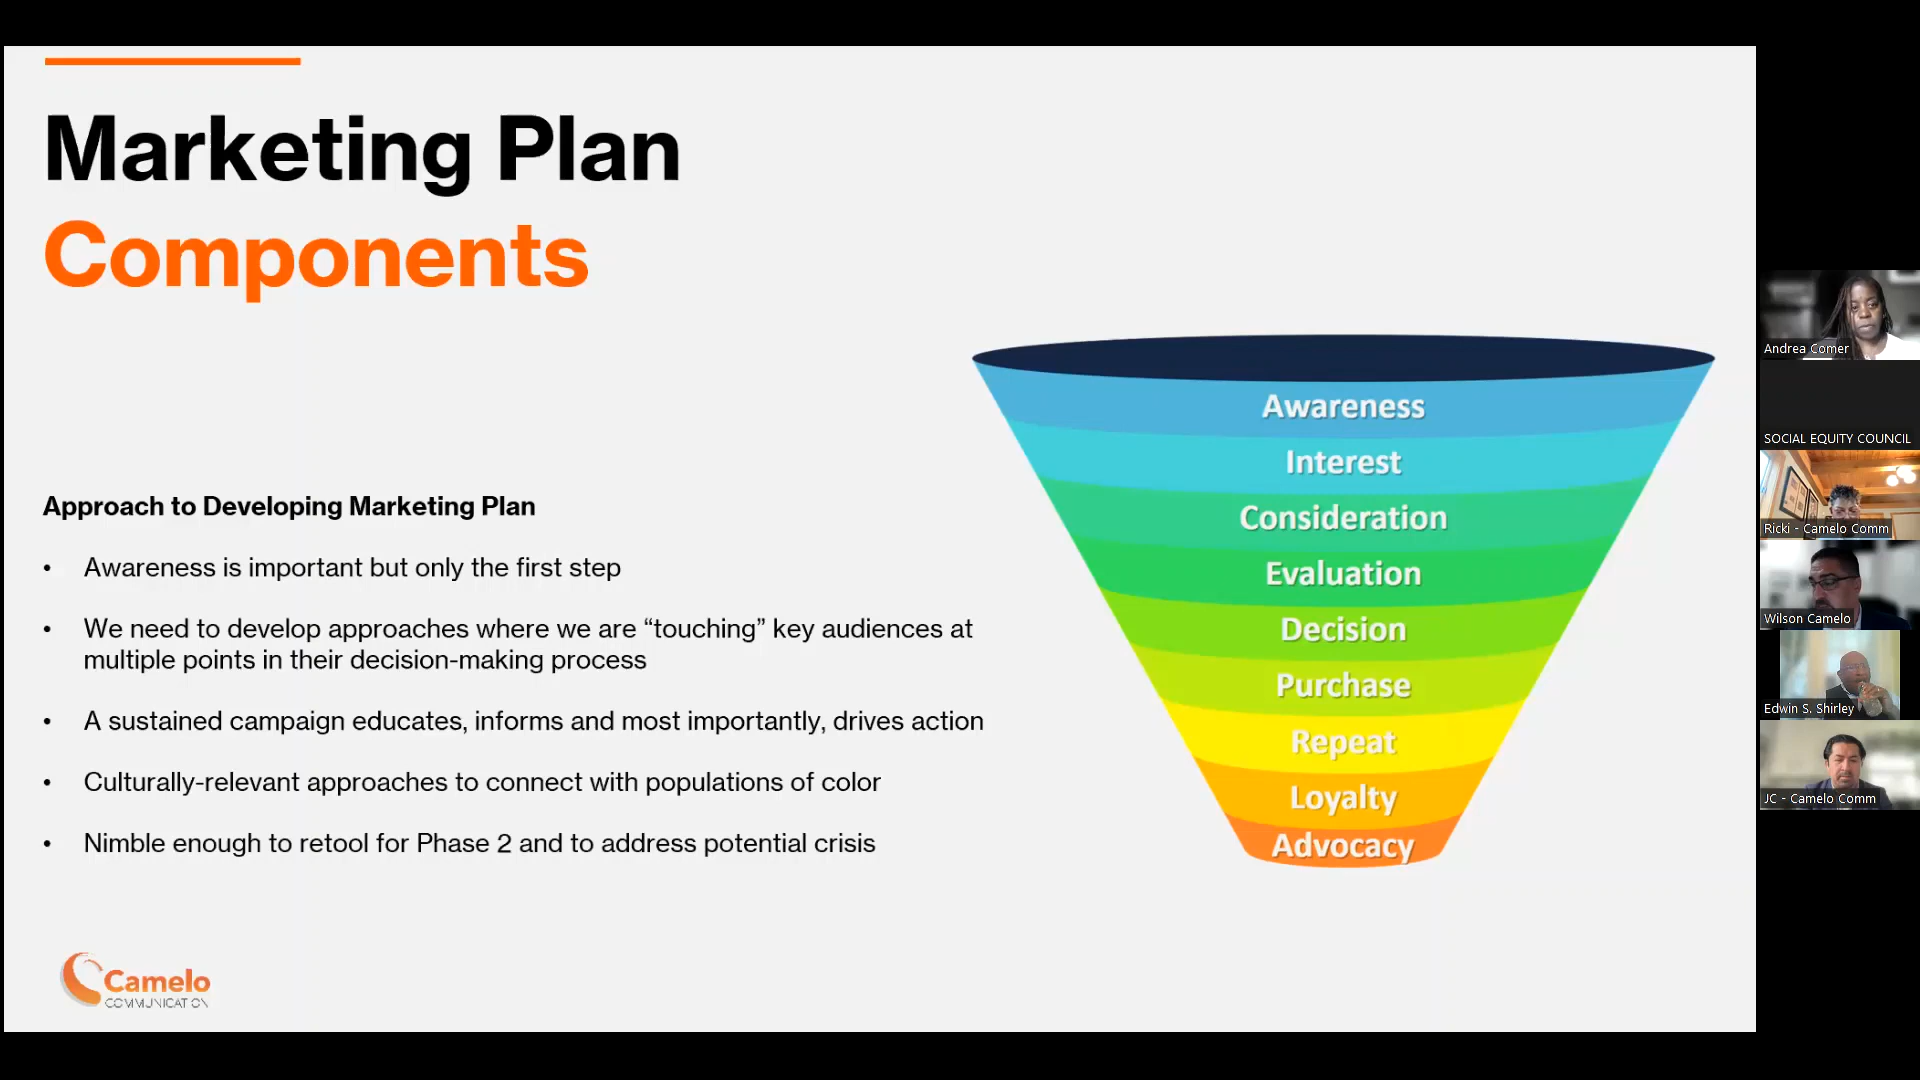 Marketing Plan
Components
Approach to Developing Marketing Plan
• Awareness is important but only the first step
• We need to develop approaches where we are “touching” key audiences at
multiple points in their decision-making process
• A sustained campaign educates, informs and most importantly, drives action
• Culturally-relevant approaches to connect with populations of color
• Nimble enough to retool for Phase 2 and to address potential crisis
Awareness
Interest
Consideration
Evaluation
Decision
Purchase
Repeat
Loyalty
Advocacy
Camelo
COMMUNICATION
Andrea Comer
SOCIAL EQUITY COUNCIL
Ricki - Camelo Comm
Wilson Camelo
Edwin S. Shirley
JC - Camelo Comm